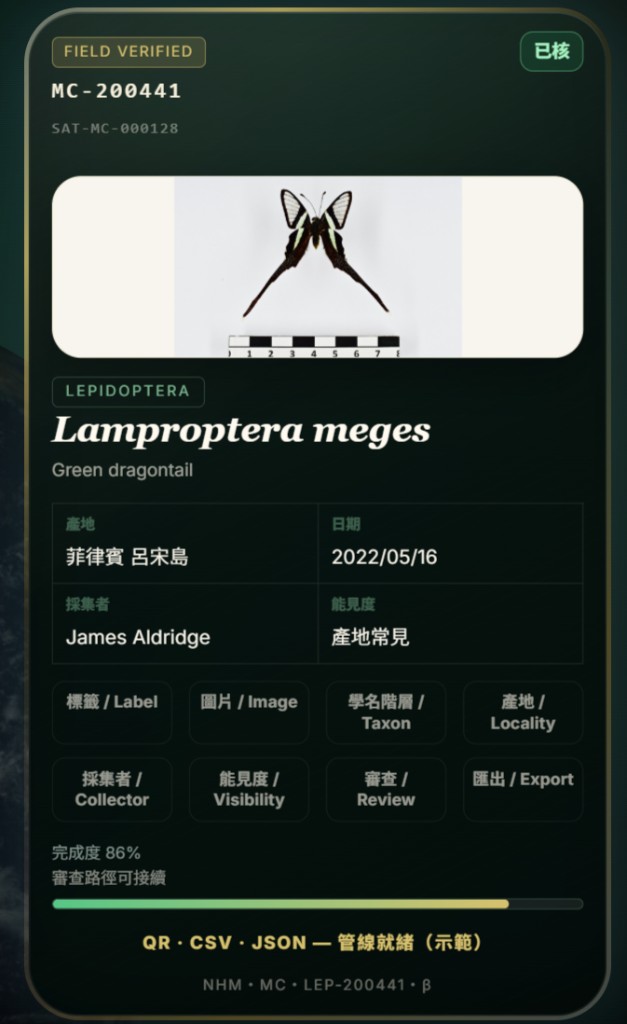 FIELD VERIFIED
已核
MC-200441
SAT-MC-000128
1 2 3 4 5 6 7
LEPIDOPTERA
Lamproptera meges
Green dragontail
產地
日期
菲律賓 呂宋島
2022/05/16
採集者
能見度
James Aldridge
產地常見
標籤 / Label
圖片 / Image
學名階層 /
Taxon
產地 /
Locality
採集者 /
Collector
能見度 /
Visibility
審查 /
Review
匯出 / Export
完成度 86%
審查路徑可接續
QR · CSV · JSON — 管線就緒（示範）
NHM • MC • LEP-200441 • β